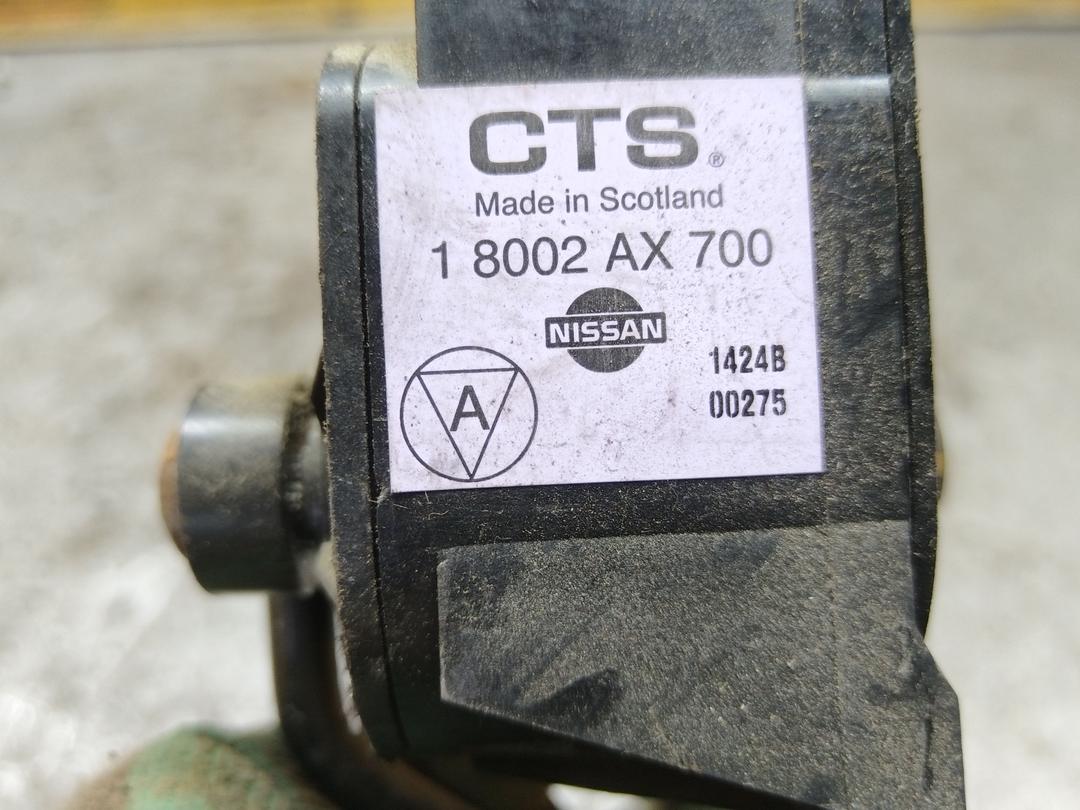 CTS®
Made in Scotland
1 8002 AX 700
NISSAN
1424B
00275
A